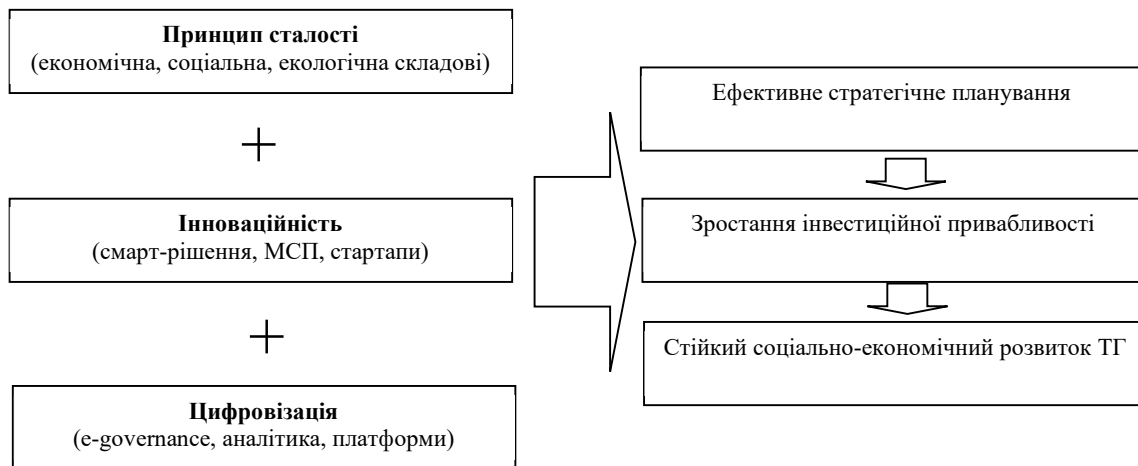 Принцип сталості
(економічна, соціальна, екологічна складові)
+
Інноваційність
(смарт-рішення, МСП, стартапи)
+
Цифровізація
(e-governance, аналітика, платформи)
Ефективне стратегічне планування
Зростання інвестиційної привабливості
Стійкий соціально-економічний розвиток ТГ